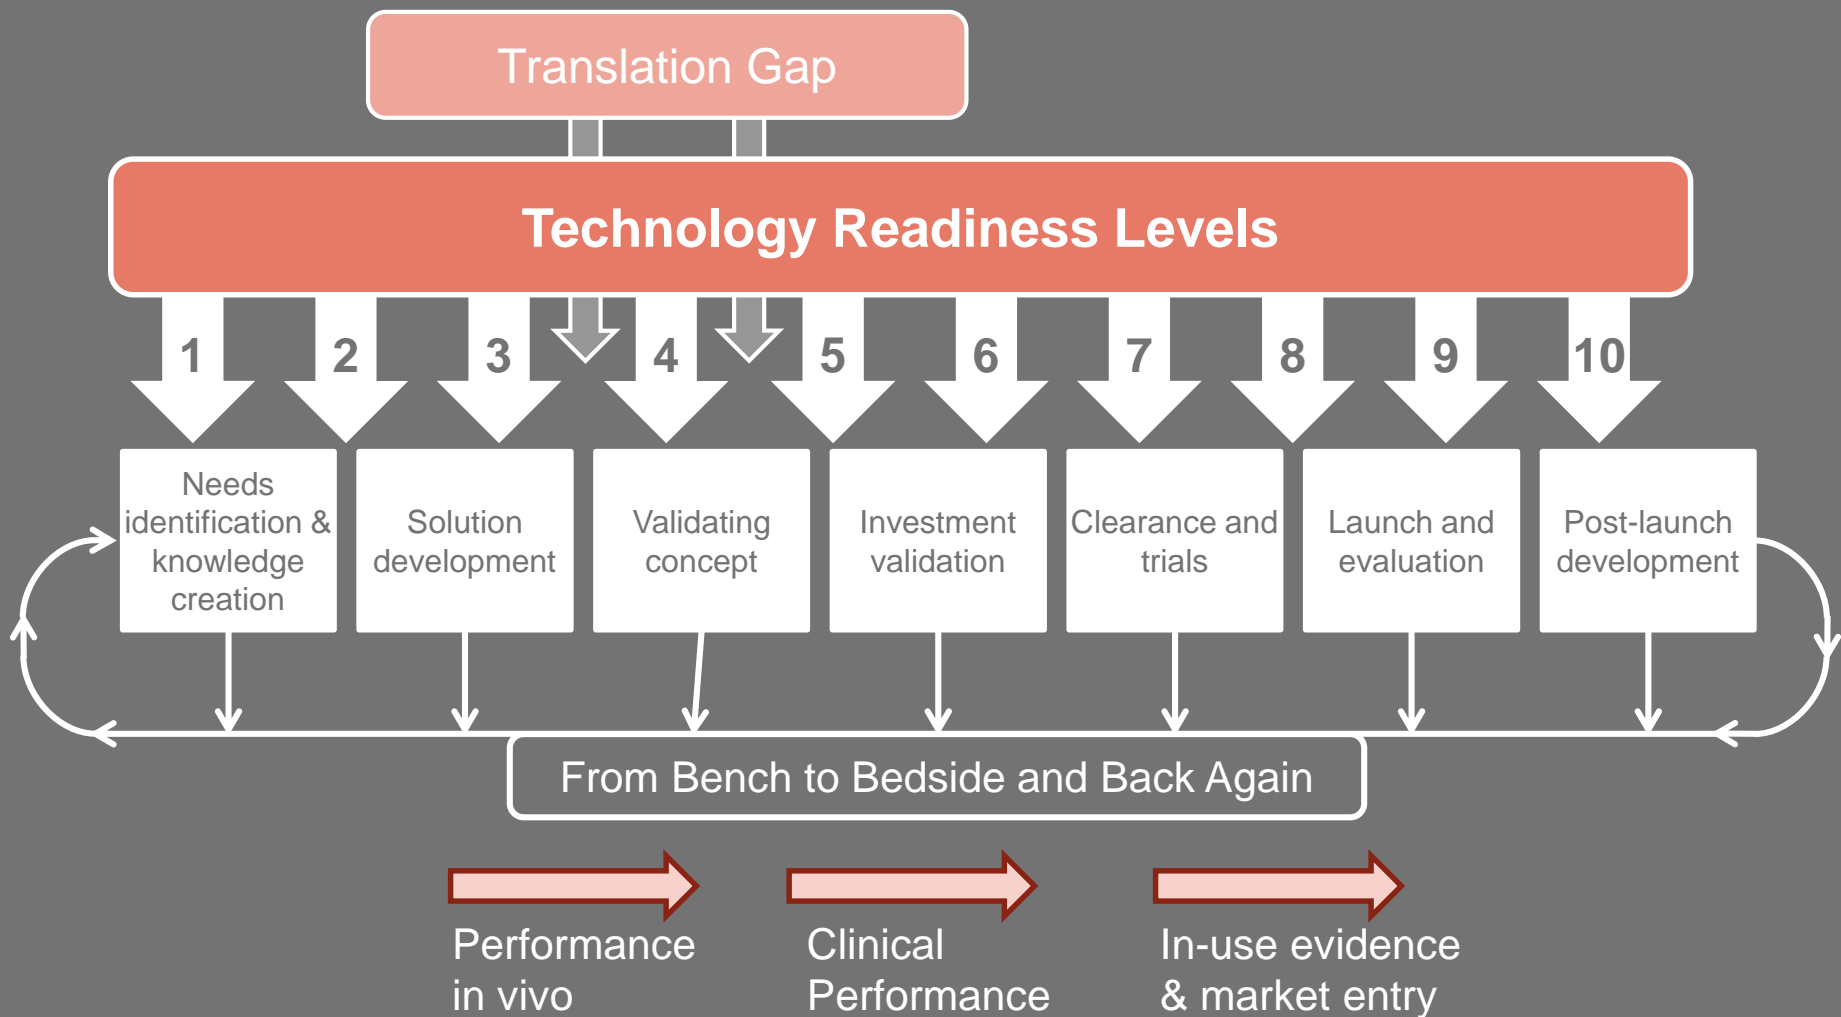 Translation Gap
Technology Readiness Levels
1 2 3 4 5 6 7 8 9 10
Needs
identification &
knowledge
creation
Solution
development
Validating
concept
Investment
validation
Clearance and
trials
Launch and
evaluation
Post-launch
development
From Bench to Bedside and Back Again
Performance
in vivo
Clinical
Performance
In-use evidence
& market entry